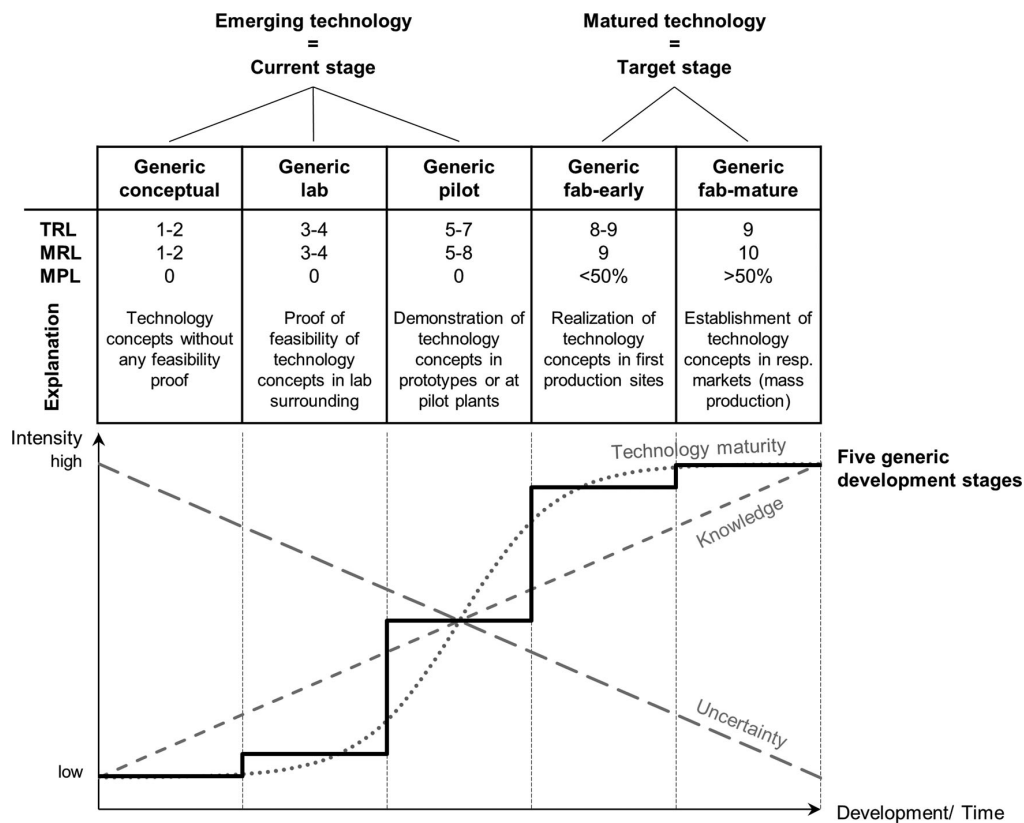 Emerging technology
=
Current stage
Matured technology
=
Target stage
Generic
conceptual
Generic
lab
Generic
pilot
Generic
fab-early
Generic
fab-mature
TRL 1-2 3-4 5-7 8-9 9
MRL 1-2 3-4 5-8 9 10
MPL 0 0 0 <50% >50%
Explanation
Technology
concepts without
any feasibility
proof
Proof of
feasibility of
technology
concepts in lab
surrounding
Demonstration of
technology
concepts in
prototypes or at
pilot plants
Realization of
technology
concepts in first
production sites
Establishment of
technology
concepts in resp.
markets (mass
production)
Intensity
high
Technology maturity
Five generic
development stages
Knowledge
Uncertainty
low
Development/ Time